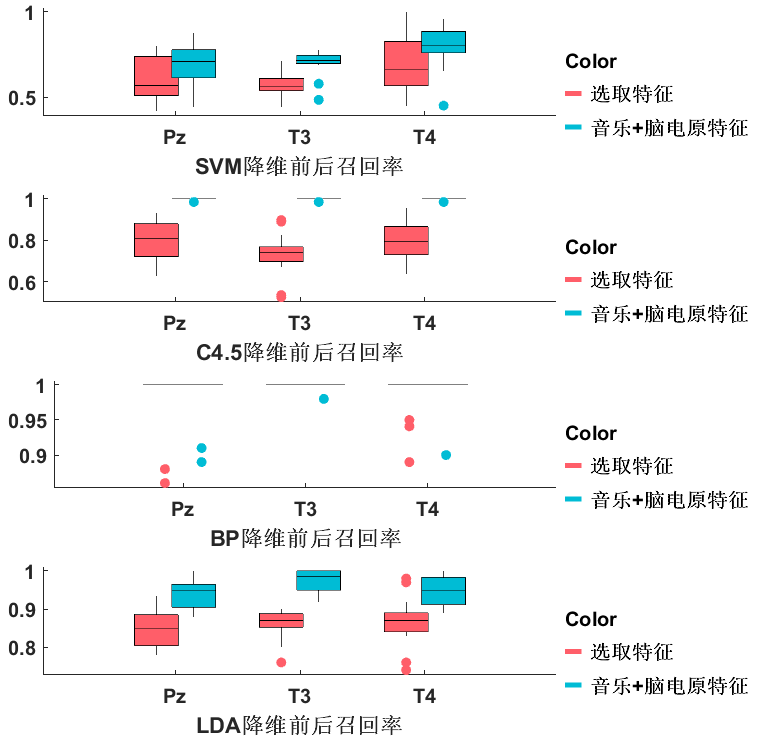 1
0.5
Pz T3 T4
SVM降维前后召回率
Color
选取特征
音乐+脑电原特征
1
0.8
0.6
Pz T3 T4
C4.5降维前后召回率
Color
选取特征
音乐+脑电原特征
1
0.95
0.9
Pz T3 T4
BP降维前后召回率
Color
选取特征
音乐+脑电原特征
1
0.9
0.8
Pz T3 T4
LDA降维前后召回率
Color
选取特征
音乐+脑电原特征